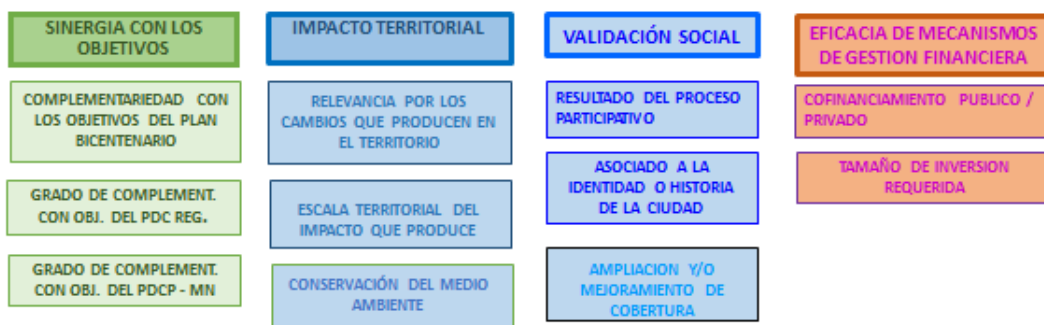 SINERGIA CON LOS
OBJETIVOS
COMPLEMENTARIEDAD CON
LOS OBJETIVOS DEL PLAN
BICENTENARIO
GRADO DE COMPLEMENT.
CON OBJ. DEL PDC REG.
GRADO DE COMPLEMENT.
CON OBJ. DEL PDCP - MN
IMPACTO TERRITORIAL
RELEVANCIA POR LOS
CAMBIOS QUE PRODUCEN EN
EL TERRITORIO
ESCALA TERRITORIAL DEL
IMPACTO QUE PRODUCE
CONSERVACIÓN DEL MEDIO
AMBIENTE
VALIDACIÓN SOCIAL
RESULTADO DEL PROCESO
PARTICIPATIVO
ASOCIADO A LA
IDENTIDAD O HISTORIA
DE LA CIUDAD
AMPLIACION Y/O
MEJORAMIENTO DE
COBERTURA
EFICACIA DE MECANISMOS
DE GESTION FINANCIERA
COFINANCIAMIENTO PUBLICO /
PRIVADO
TAMAÑO DE INVERSION
REQUERIDA